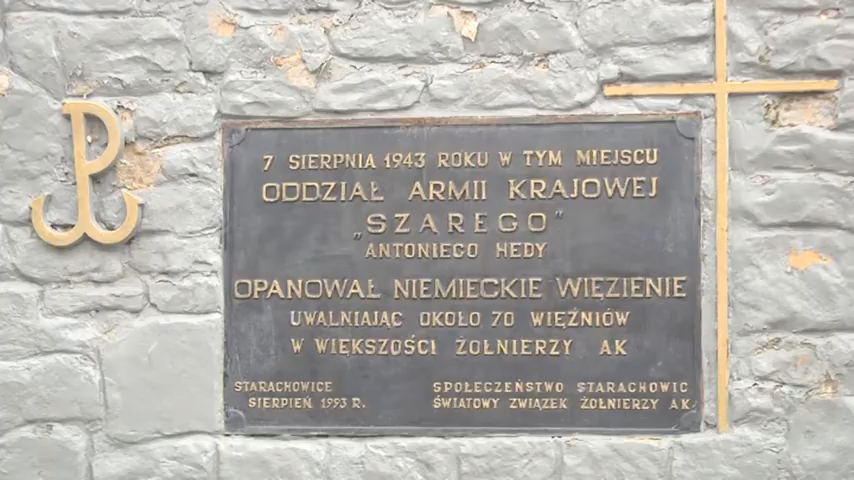 7 SIERPNIA 1943 ROKU W TYM MIEJSCU
ODDZIAŁ ARMII KRAJOWEJ
„SZAREGO”
ANTONIEGO HEDY
OPANOWAŁ NIEMIECKIE WIĘZIENIE
UWALNIAJĄC OKOŁO 70 WIĘŹNIÓW
W WIĘKSZOŚCI ŻOŁNIERZY AK
STARACHOWICE
SIERPIEŃ 1993 R.
SPOŁECZEŃSTWO STARACHOWIC
ŚWIATOWY ZWIĄZEK ŻOŁNIERZY AK.